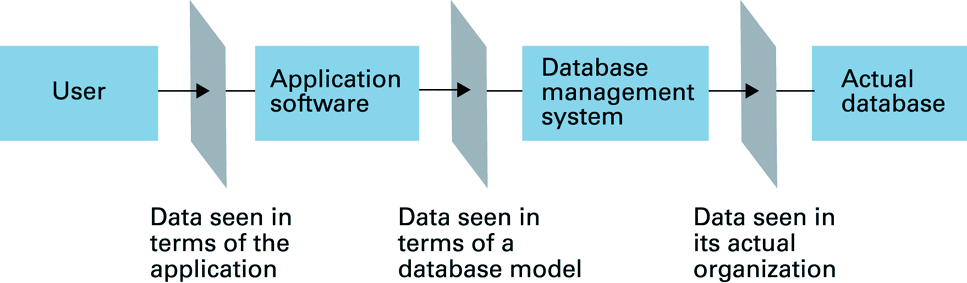 User
Application
software
Database
management
system
Actual
database
Data seen in
terms of the
application
Data seen in
terms of a
database model
Data seen in
its actual
organization